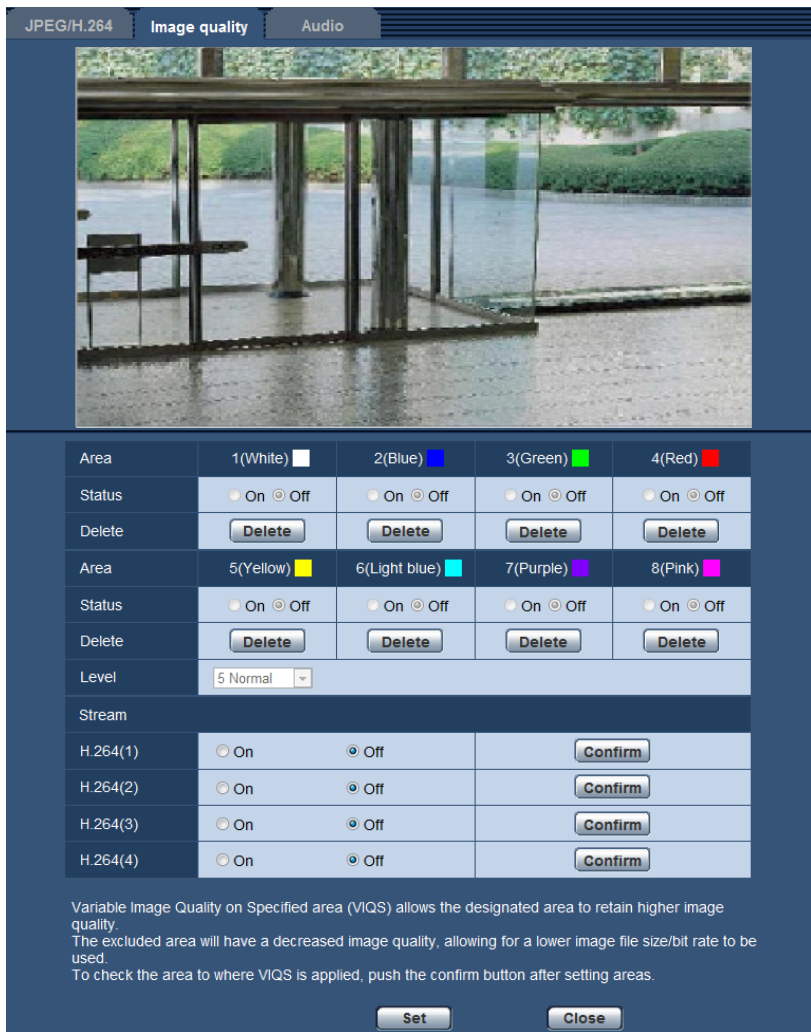 JPEG/H.264 Image quality Audio
Area 1(White) 2(Blue) 3(Green) 4(Red)
Status On Off On Off On Off On Off
Delete Delete Delete Delete Delete
Area 5(Yellow) 6(Light blue) 7(Purple) 8(Pink)
Status On Off On Off On Off On Off
Delete Delete Delete Delete Delete
Level 5 Normal
Stream
H.264(1) On Off Confirm
H.264(2) On Off Confirm
H.264(3) On Off Confirm
H.264(4) On Off Confirm
Variable Image Quality on Specified area (VIQS) allows the designated area to retain higher image
quality.
The excluded area will have a decreased image quality, allowing for a lower image file size/bit rate to be
used.
To check the area to where VIQS is applied, push the confirm button after setting areas.
Set Close